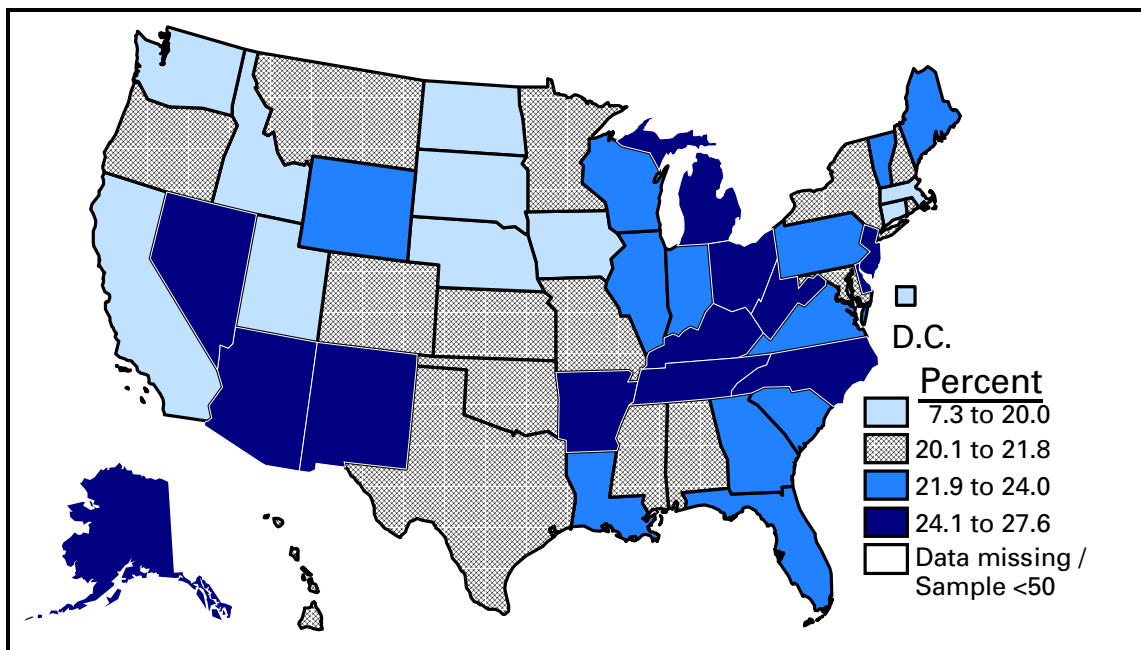 D.C.
Percent
7.3 to 20.0
20.1 to 21.8
21.9 to 24.0
24.1 to 27.6
Data missing /
Sample <50